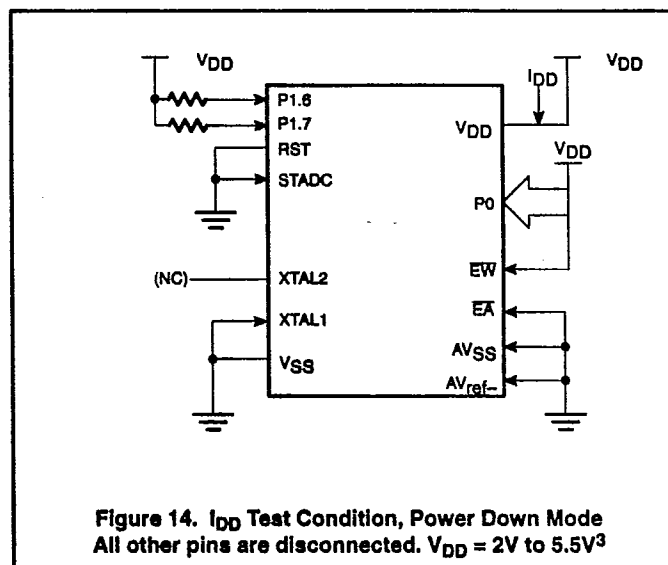 VDD
VDD
IDD
P1.6
P1.7
VDD
RST
VDD
STADC
P0
(NC)
XTAL2
EW
EA
XTAL1
AVSS
VSS
AVref–
Figure 14. IDD Test Condition, Power Down Mode
All other pins are disconnected. VDD = 2V to 5.5V3